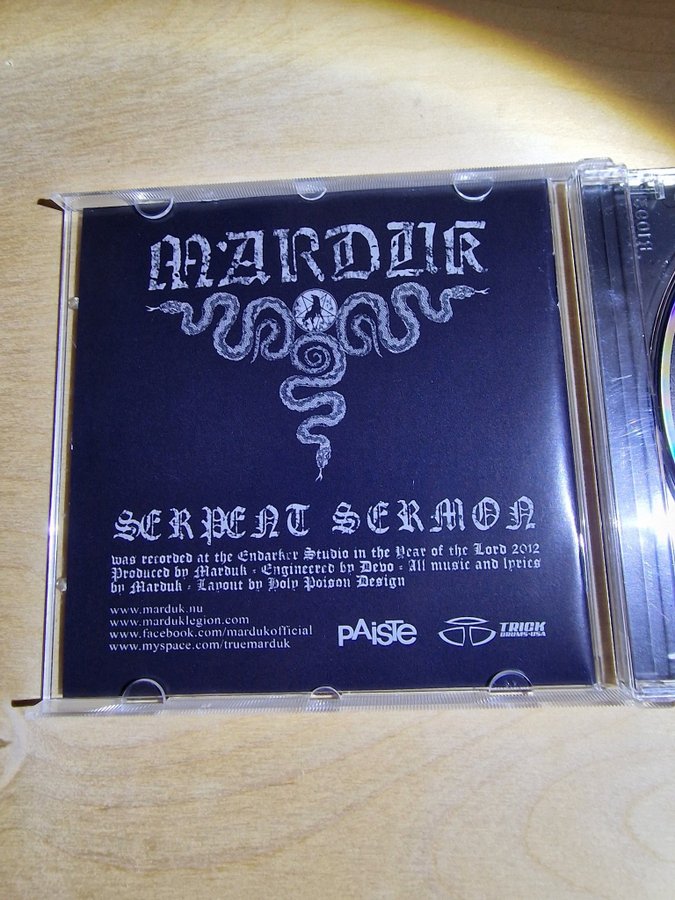 MARDUK
SERPENT SERMON
was recorded at the Endarker Studio in the Year of the Lord 2012
Produced by Marduk - Engineered by Devo - All music and lyrics
by Marduk - Layout by Holy Poison Design
www.marduk.nu
www.marduklegion.com
www.facebook.com/mardukofficial
www.myspace.com/truemarduk
PAiSTe
TRICK
DRUMS-USA